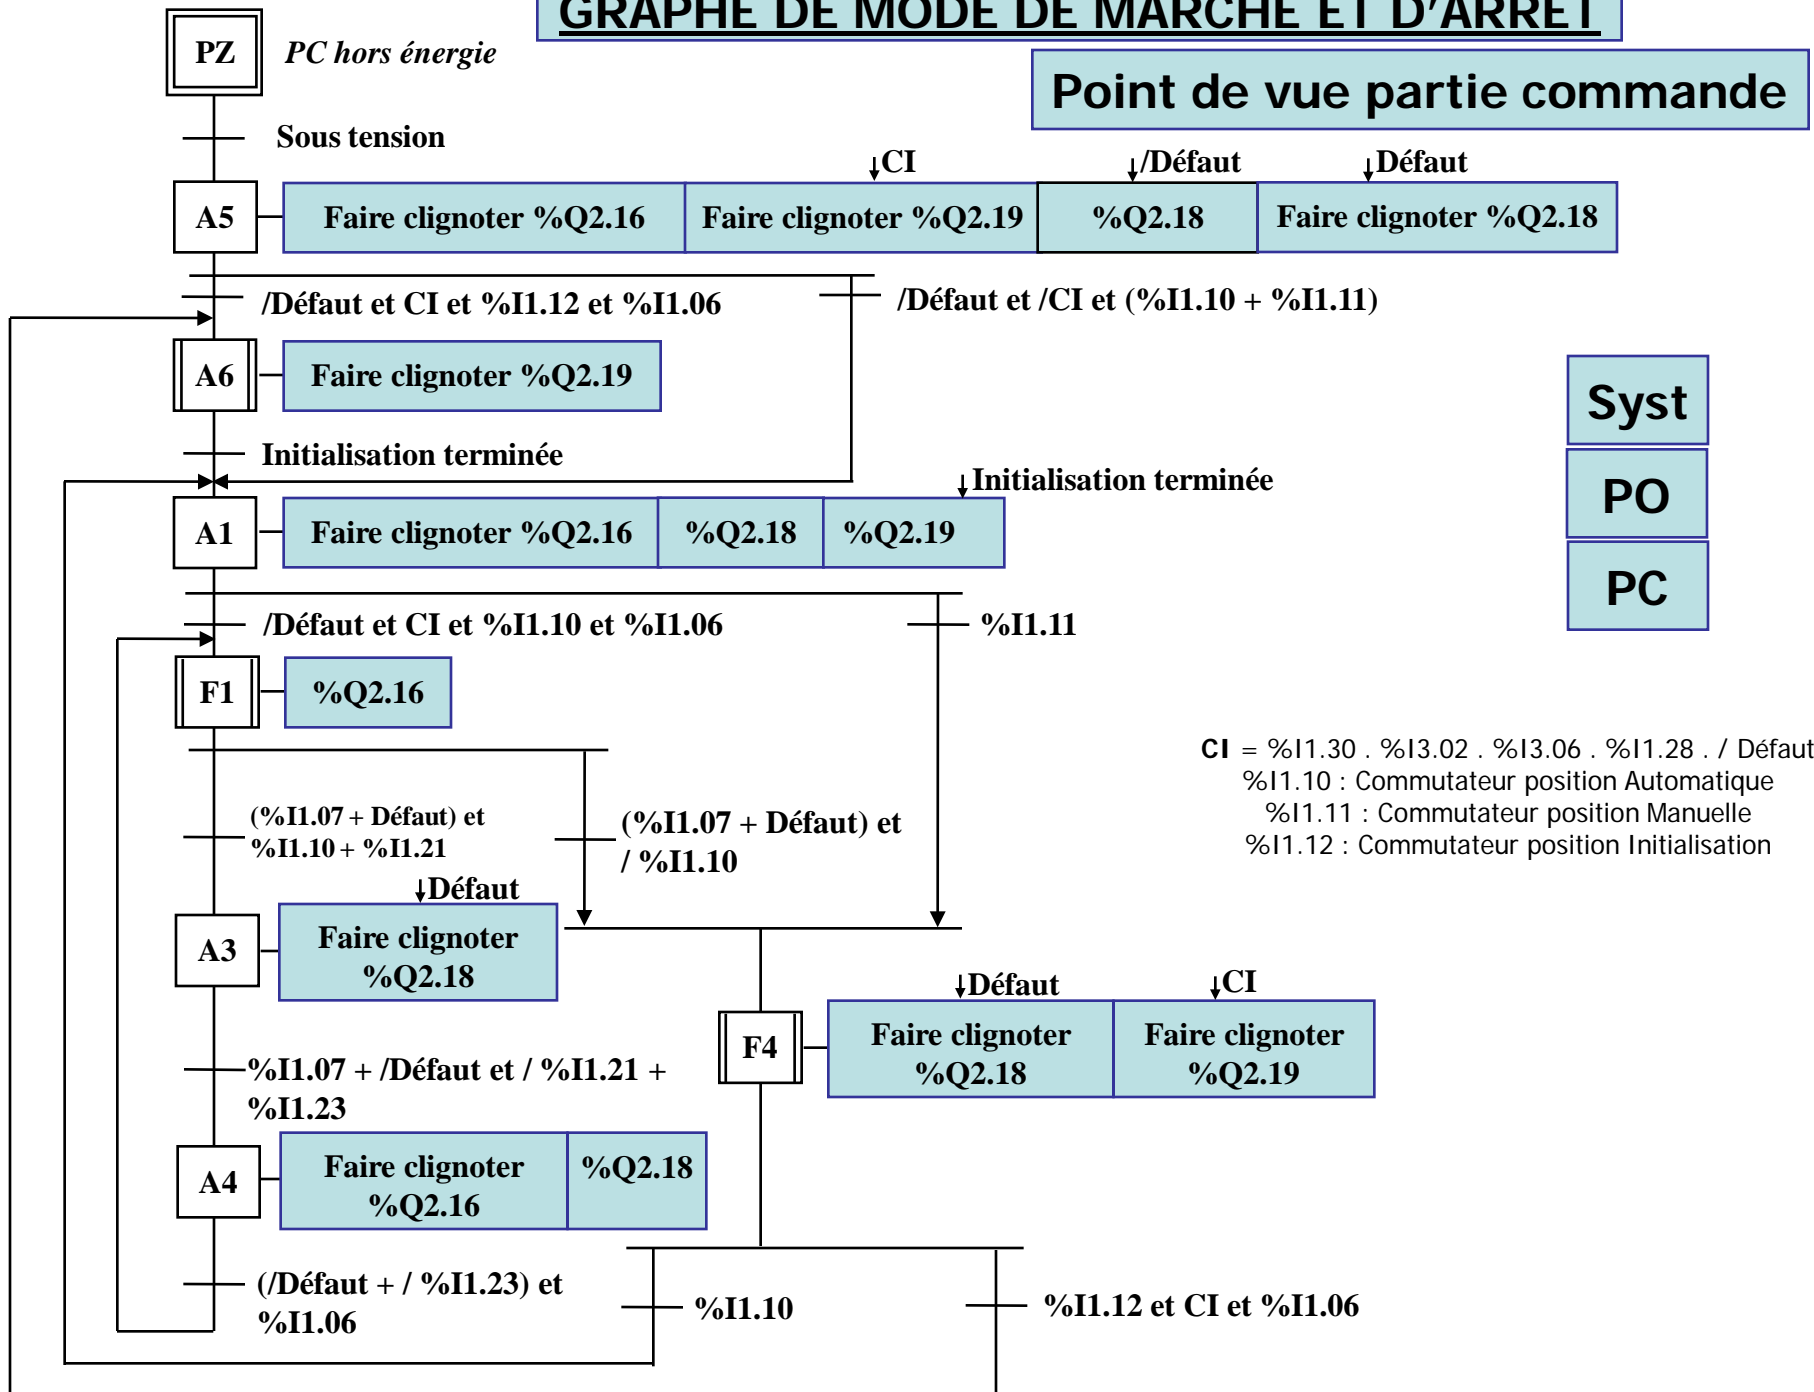 GRAPHE DE MODE DE MARCHE ET D'ARRET
PZ
PC hors énergie
Point de vue partie commande
Sous tension
↓CI
↓/Défaut
↓Défaut
A5
Faire clignoter %Q2.16
Faire clignoter %Q2.19
%Q2.18
Faire clignoter %Q2.18
/Défaut et CI et %I1.12 et %I1.06
/Défaut et /CI et (%I1.10 + %I1.11)
A6
Faire clignoter %Q2.19
Syst
PO
PC
Initialisation terminée
↓Initialisation terminée
A1
Faire clignoter %Q2.16
%Q2.18
%Q2.19
/Défaut et CI et %I1.10 et %I1.06
%I1.11
F1
%Q2.16
CI = %I1.30 . %I3.02 . %I3.06 . %I1.28 . / Défaut
%I1.10 : Commutateur position Automatique
%I1.11 : Commutateur position Manuelle
%I1.12 : Commutateur position Initialisation
(%I1.07 + Défaut) et
%I1.10 + %I1.21
(%I1.07 + Défaut) et
/ %I1.10
↓Défaut
A3
Faire clignoter
%Q2.18
↓Défaut
↓CI
F4
Faire clignoter
%Q2.18
Faire clignoter
%Q2.19
%I1.07 + /Défaut et / %I1.21 +
%I1.23
A4
Faire clignoter
%Q2.16
%Q2.18
(/Défaut + / %I1.23) et
%I1.06
%I1.10
%I1.12 et CI et %I1.06